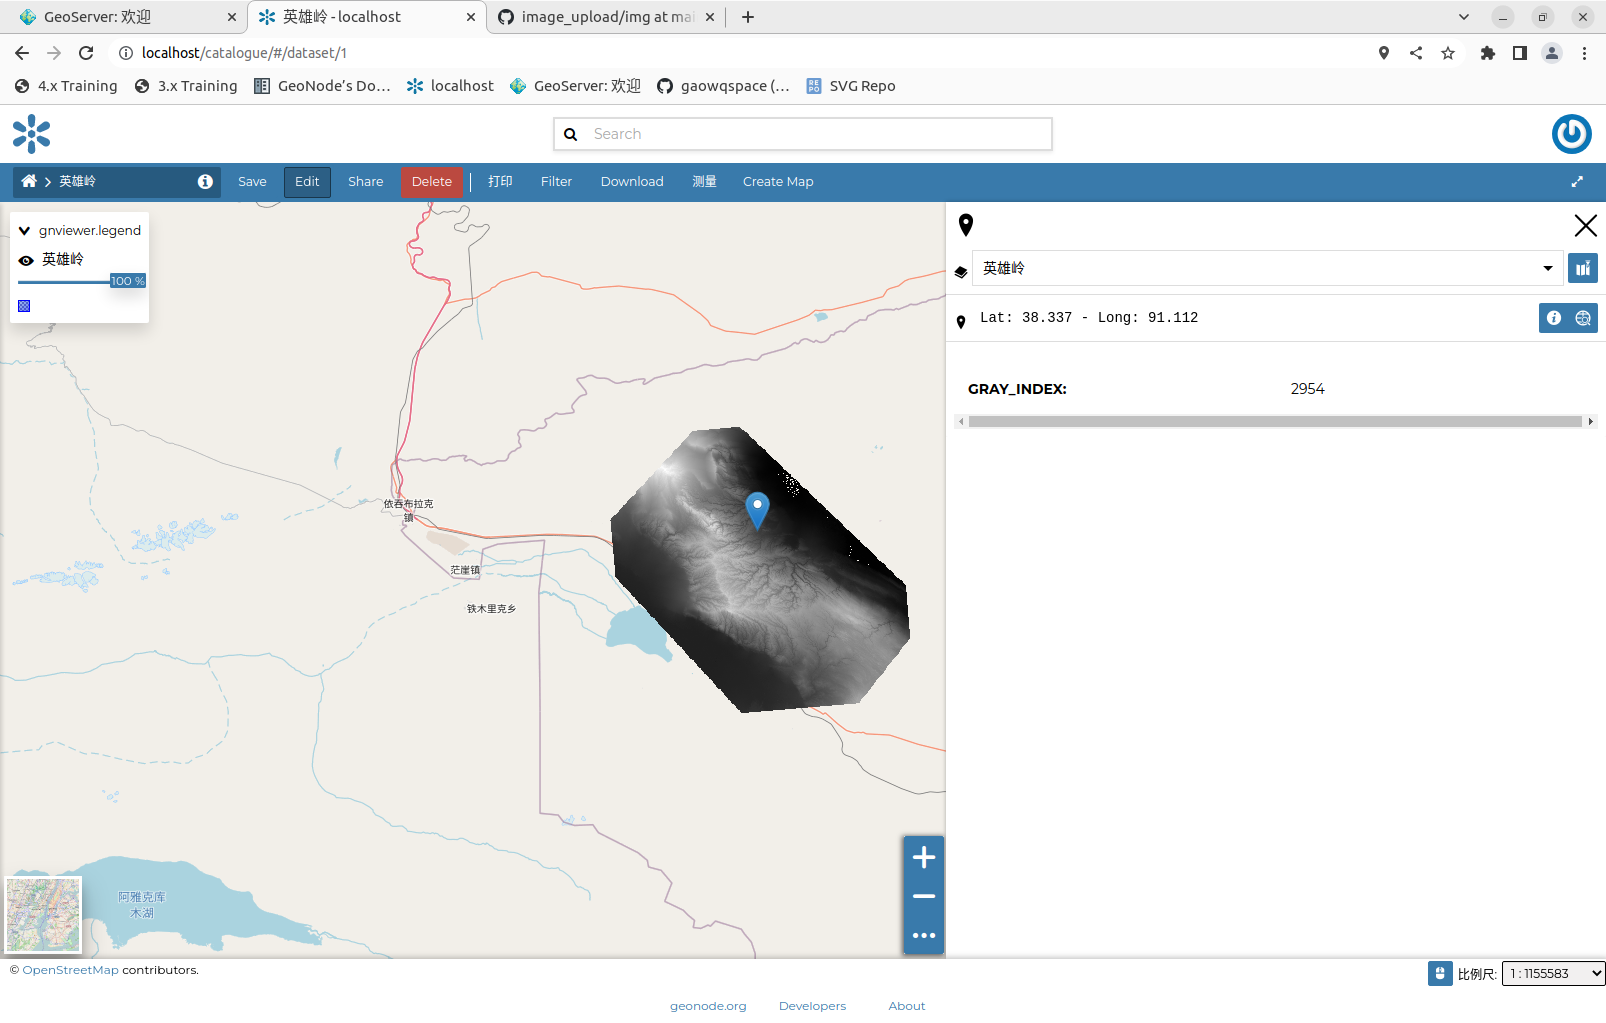 GeoServer: 欢迎
英雄岭 - localhost
image_upload/img at mai
localhost/catalogue/#/dataset/1
4.x Training
3.x Training
GeoNode’s Do…
localhost
GeoServer: 欢迎
gaowqspace (…
SVG Repo
Search
英雄岭
Save
Edit
Share
Delete
打印
Filter
Download
测量
Create Map
gnviewer.legend
英雄岭
100 %
英雄岭
Lat: 38.337 - Long: 91.112
GRAY_INDEX:
2954
依吞布拉克
镇
茫崖镇
铁木里克乡
阿雅克库
木湖
© OpenStreetMap contributors.
比例尺:
1 : 1155583
geonode.org
Developers
About